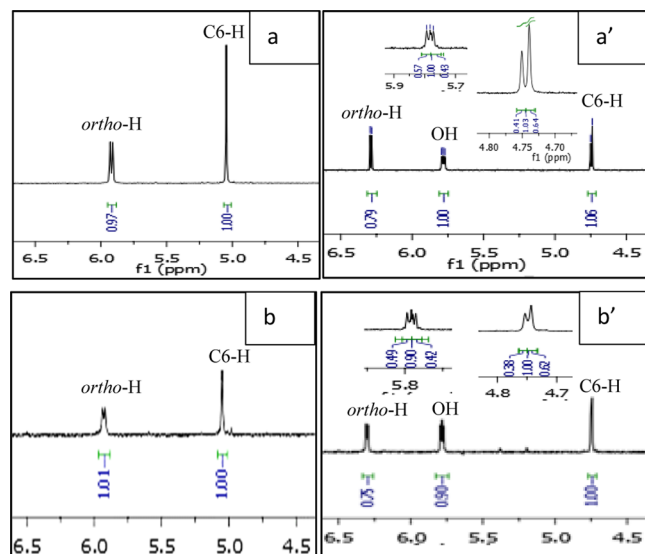 a
C6-H
ortho-H
0.97
1.00
6.5 6.0 5.5 5.0 4.5
f1 (ppm)
a′
0.57
1.00
0.43
5.9 5.7
C6-H
ortho-H
OH
0.41
1.03
0.64
4.80 4.75 4.70
f1 (ppm)
0.79
1.00
1.06
6.5 6.0 5.5 5.0 4.5
f1 (ppm)
b
C6-H
ortho-H
1.01
1.00
6.5 6.0 5.5 5.0 4.5
b′
0.49
0.90
0.42
5.8
0.38
1.00
0.62
4.8 4.7
C6-H
ortho-H
OH
0.75
0.90
1.00
6.5 6.0 5.5 5.0 4.5